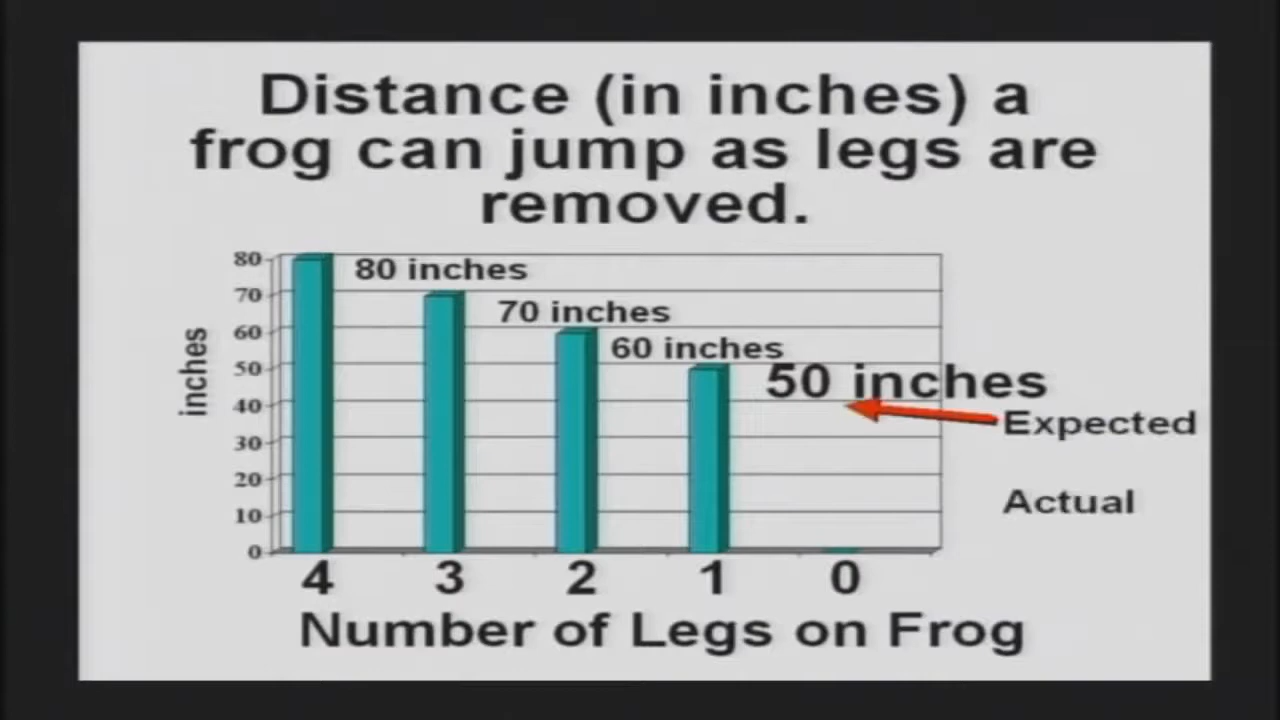 Distance (in inches) a
frog can jump as legs are
removed.
80
70
60
50
40
30
20
10
0
inches
80 inches
70 inches
60 inches
50 inches
Expected
Actual
4 3 2 1 0
Number of Legs on Frog